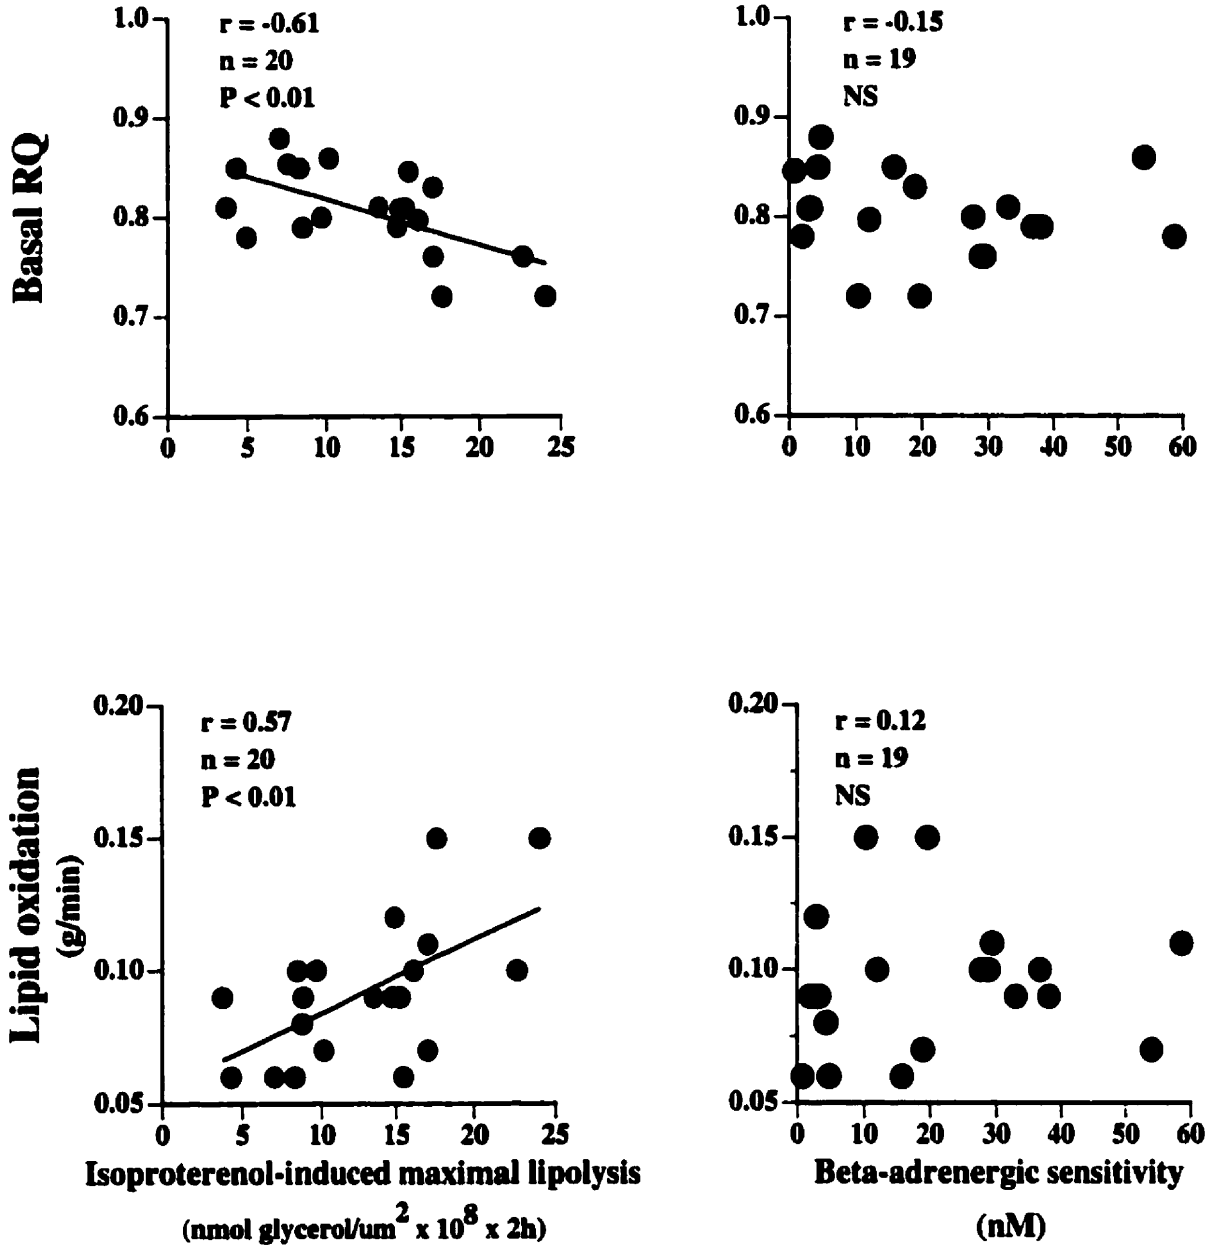 r = -0.61
n = 20
P < 0.01
1.0
0.9
0.8
0.7
0.6
Basal RQ
0 5 10 15 20 25
r = -0.15
n = 19
NS
1.0
0.9
0.8
0.7
0.6
0 10 20 30 40 50 60
r = 0.57
n = 20
P < 0.01
0.20
0.15
0.10
0.05
Lipid oxidation
(g/min)
0 5 10 15 20 25
Isoproterenol-induced maximal lipolysis
(nmol glycerol/um² x 10⁸ x 2h)
r = 0.12
n = 19
NS
0.20
0.15
0.10
0.05
0 10 20 30 40 50 60
Beta-adrenergic sensitivity
(nM)